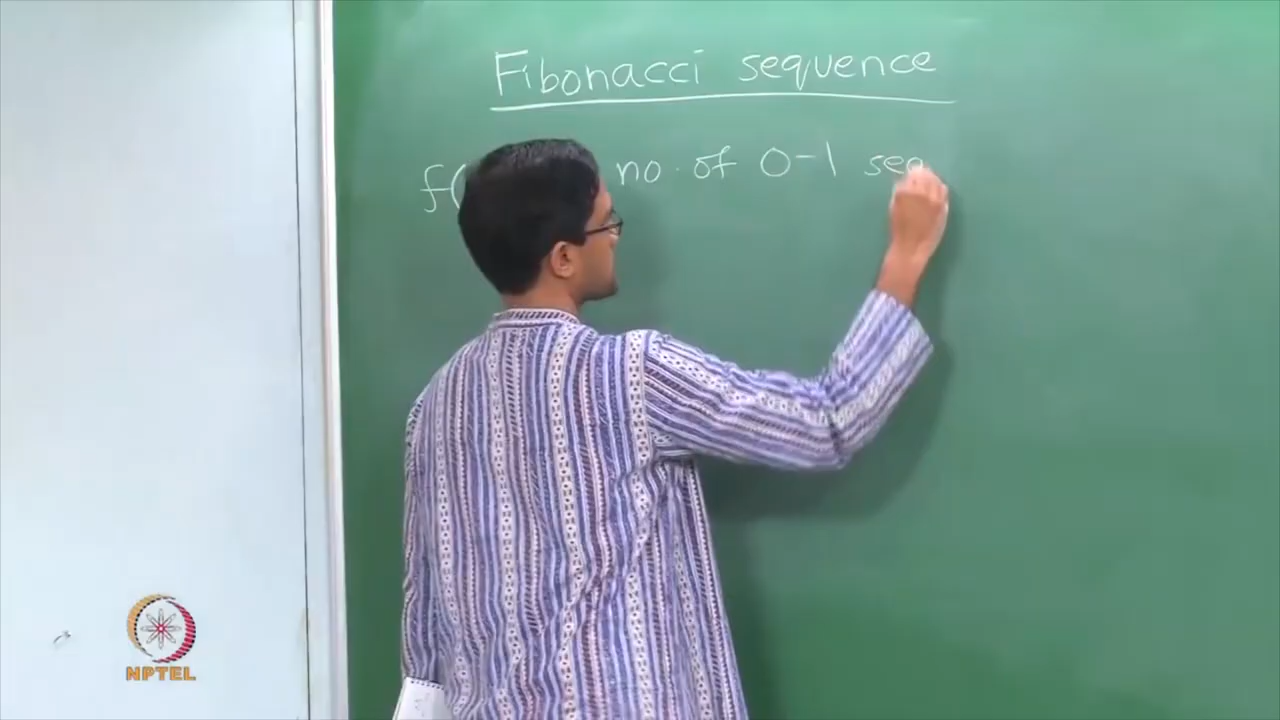 Fibonacci sequence
f( no. of 0-1 seq
NPTEL